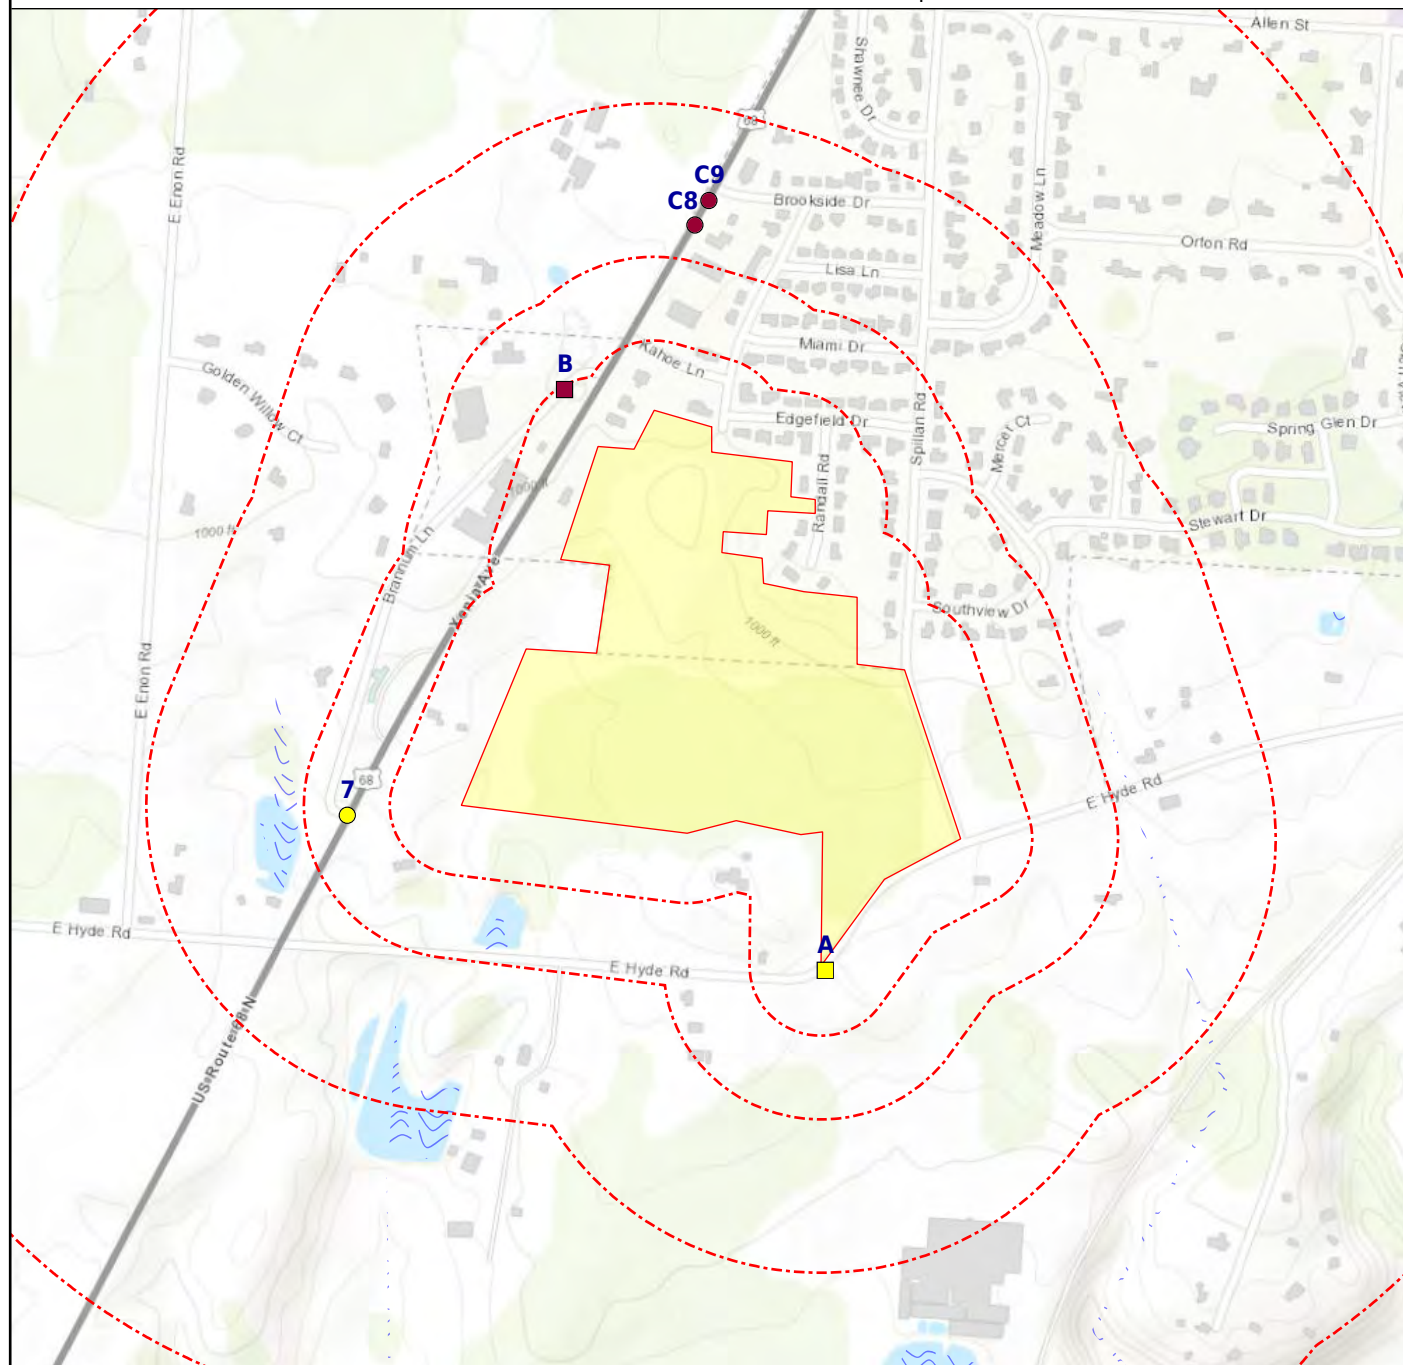 Allen St
Shawnee Dr
68
E Enon Rd
C9
C8
Brookside Dr
Meadow Ln
Orton Rd
Lisa Ln
Kahoe Ln
Miami Dr
B
Golden Willow Ct
Edgefield Dr
Spillan Rd
Mercer Ct
Spring Glen Dr
Randall Rd
1000 ft
Stewart Dr
Brannum Ln
Xenia Ave
Southview Dr
1000 ft
E Enon Rd
68
7
E Hyde Rd
E Hyde Rd
A
E Hyde Rd
US Route 68 N